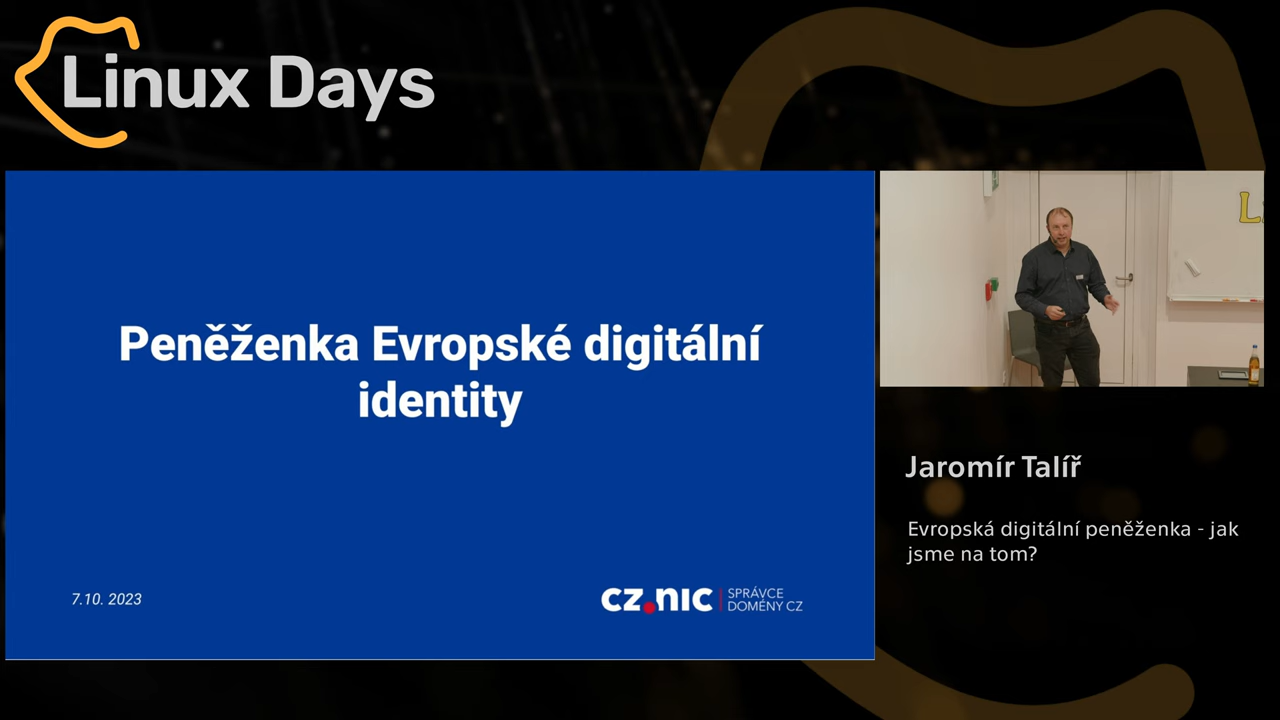 Linux Days
Peněženka Evropské digitální
identity
7.10. 2023
CZ.NIC | SPRÁVCE
DOMÉNY CZ
L
Jaromír Talíř
Evropská digitální peněženka - jak
jsme na tom?